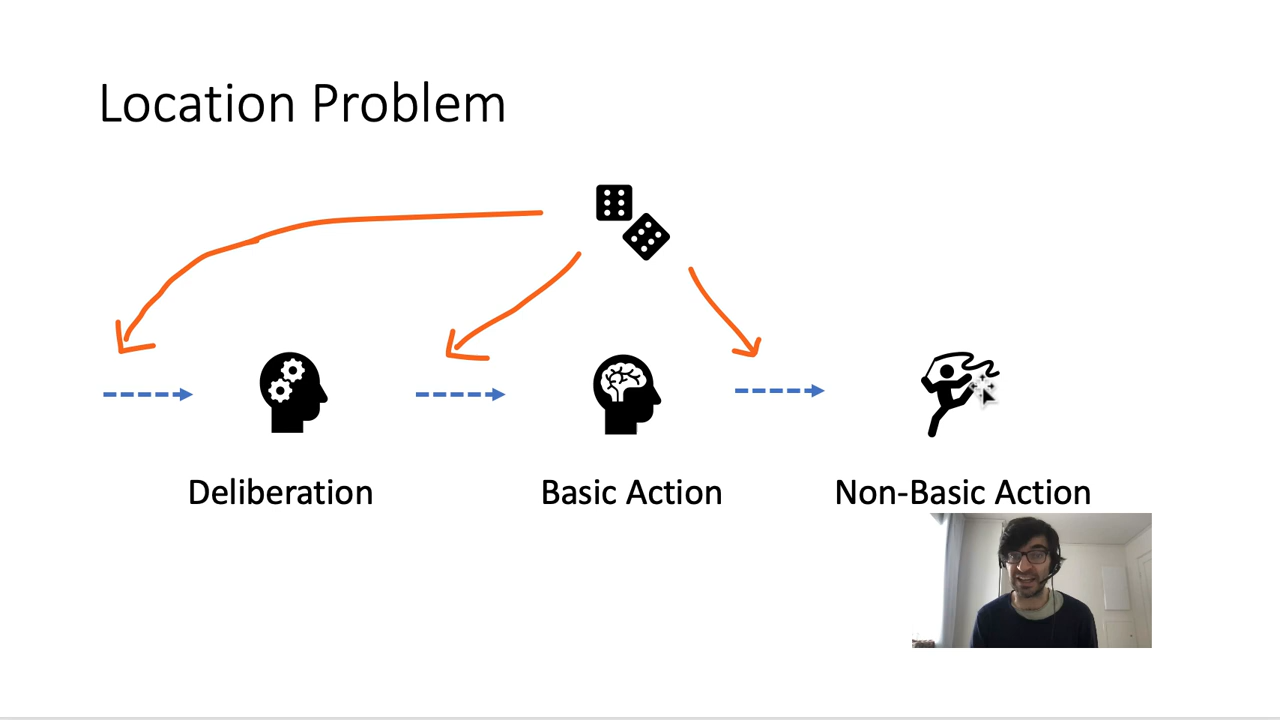 Location Problem
Deliberation
Basic Action
Non-Basic Action